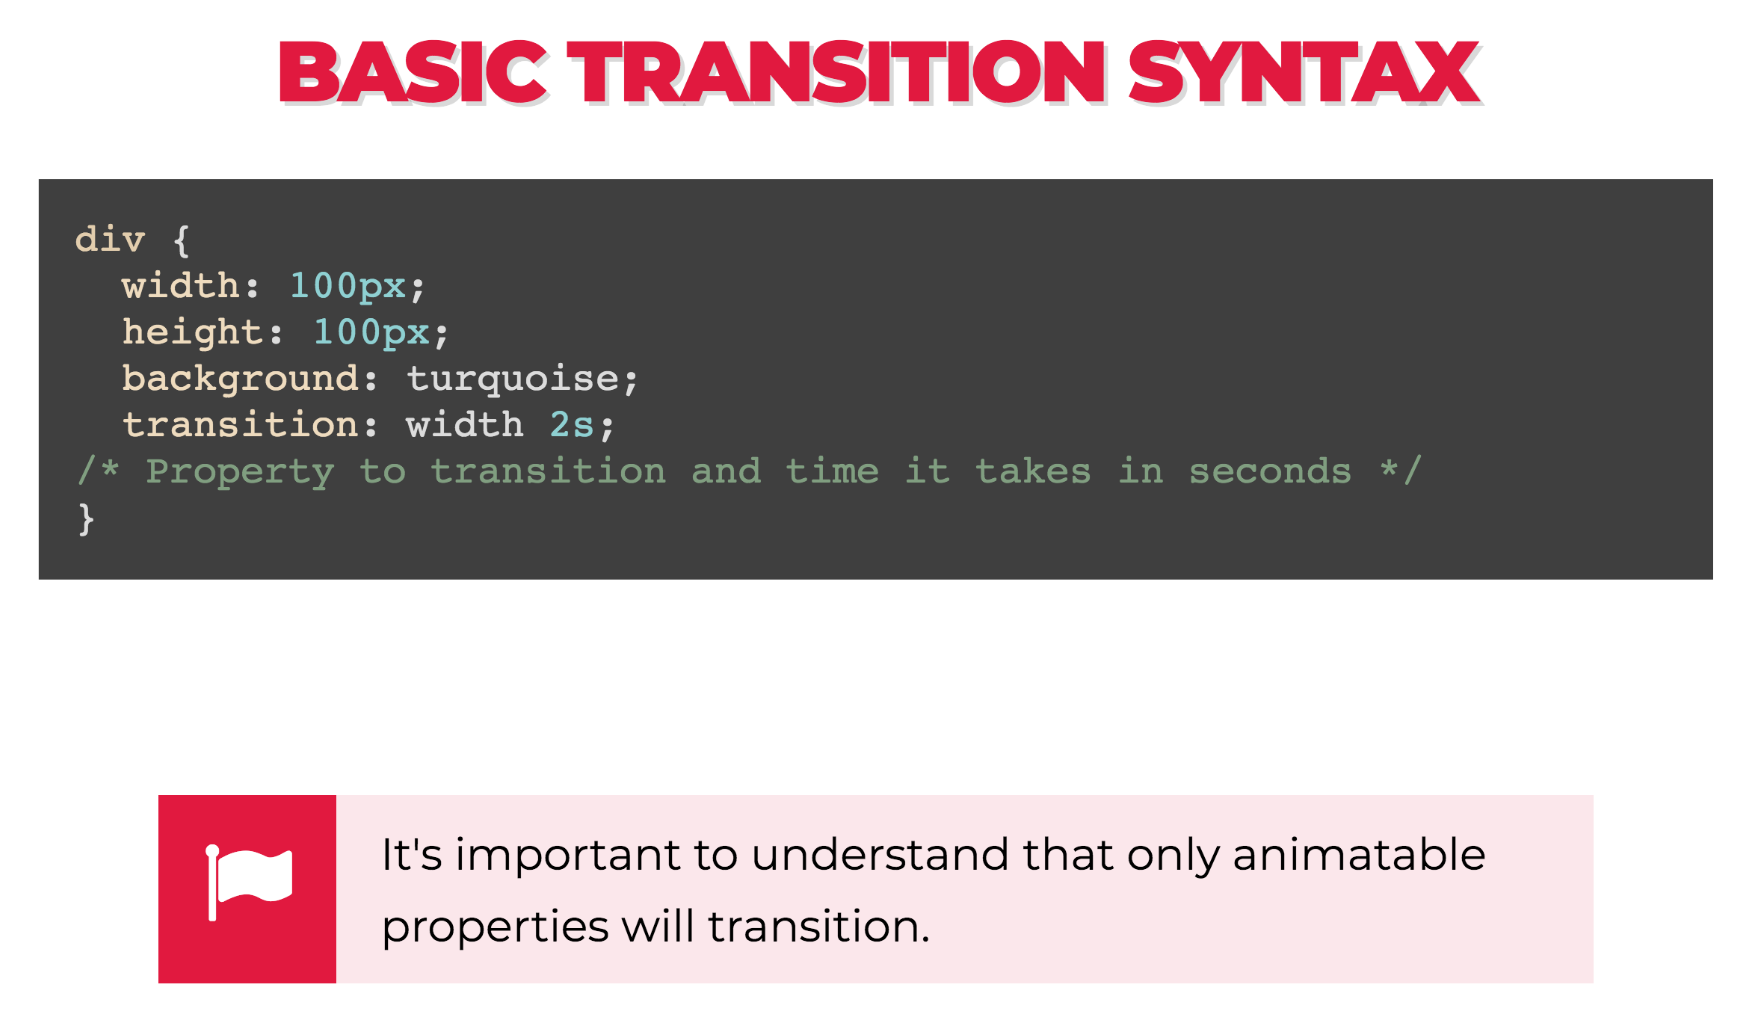 BASIC TRANSITION SYNTAX
div {
  width: 100px;
  height: 100px;
  background: turquoise;
  transition: width 2s;
/* Property to transition and time it takes in seconds */
}
It's important to understand that only animatable
properties will transition.